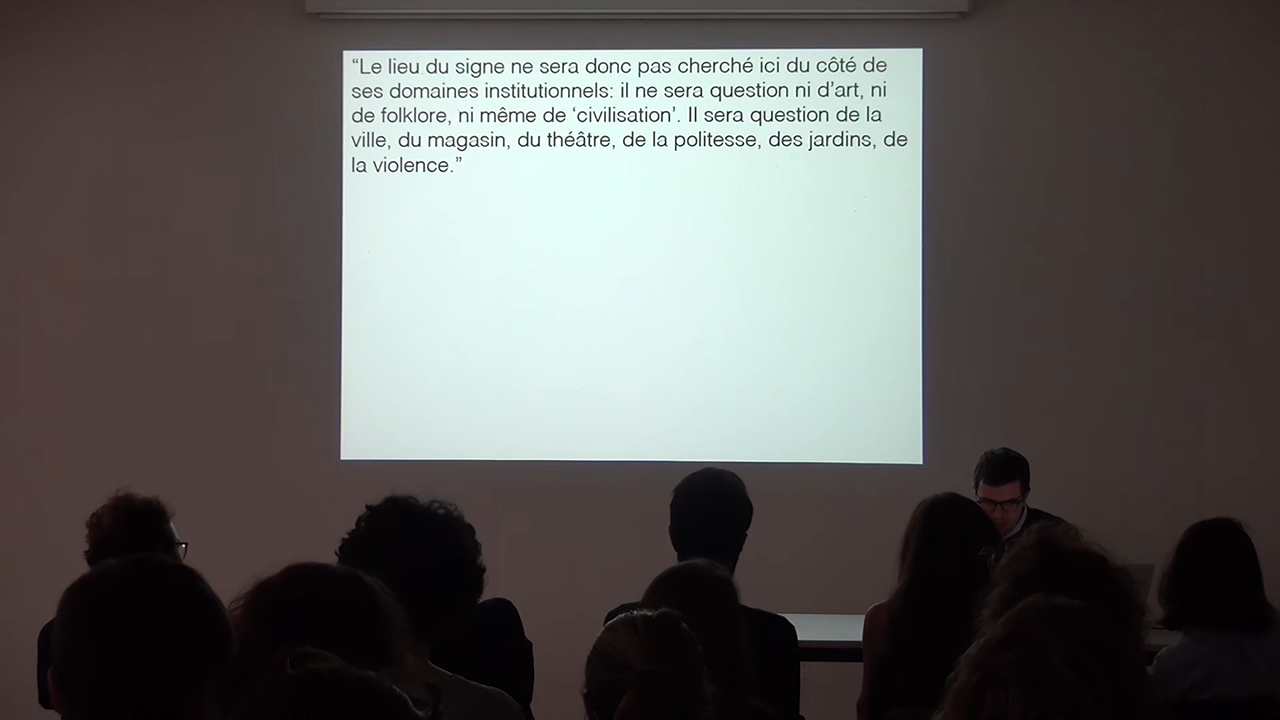 “Le lieu du signe ne sera donc pas cherché ici du côté de
ses domaines institutionnels: il ne sera question ni d’art, ni
de folklore, ni même de ‘civilisation’. Il sera question de la
ville, du magasin, du théâtre, de la politesse, des jardins, de
la violence.”